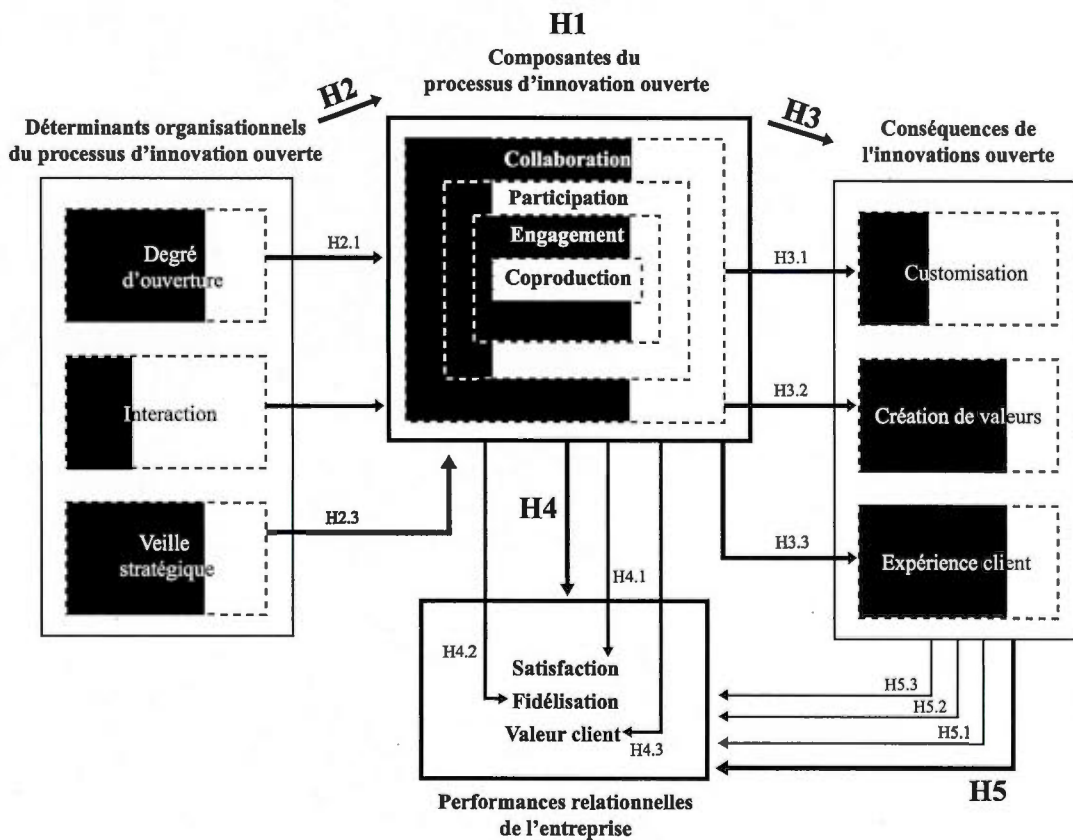 H1
Composantes du
processus d'innovation ouverte
H2
H3
Déterminants organisationnels
du processus d'innovation ouverte
Conséquences de
l'innovations ouverte
Collaboration
Participation
Engagement
Coproduction
Degré
d'ouverture
H2.1
Interaction
Veille
stratégique
H2.3
H3.1
Customisation
H3.2
Création de valeurs
H3.3
Expérience client
H4
H4.1
H4.2
Satisfaction
Fidélisation
Valeur client
H4.3
H5.3
H5.2
H5.1
H5
Performances relationnelles
de l'entreprise